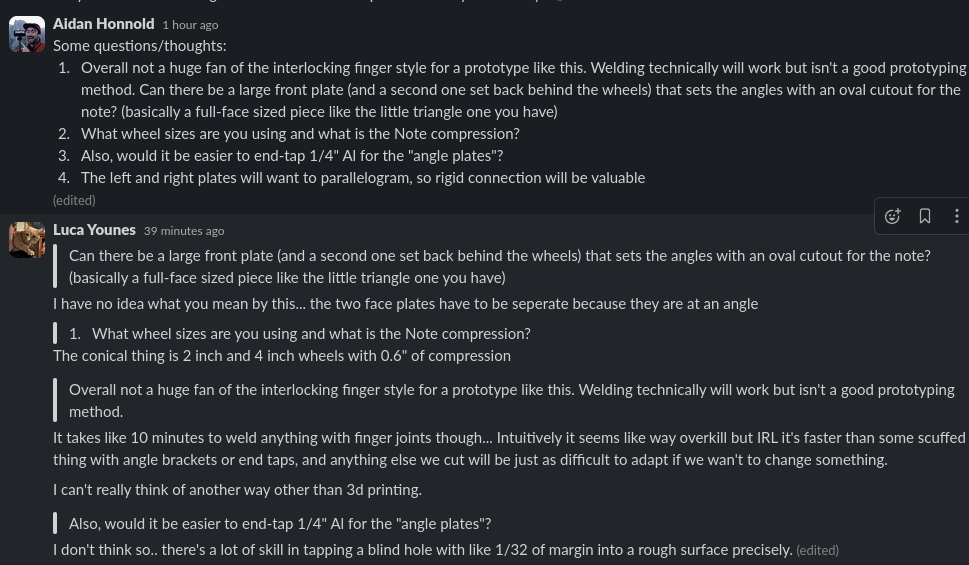 Aidan Honnold 1 hour ago
Some questions/thoughts:
1. Overall not a huge fan of the interlocking finger style for a prototype like this. Welding technically will work but isn't a good prototyping
method. Can there be a large front plate (and a second one set back behind the wheels) that sets the angles with an oval cutout for the
note? (basically a full-face sized piece like the little triangle one you have)
2. What wheel sizes are you using and what is the Note compression?
3. Also, would it be easier to end-tap 1/4" Al for the "angle plates"?
4. The left and right plates will want to parallelogram, so rigid connection will be valuable
(edited)
Luca Younes 39 minutes ago
Can there be a large front plate (and a second one set back behind the wheels) that sets the angles with an oval cutout for the note?
(basically a full-face sized piece like the little triangle one you have)
I have no idea what you mean by this... the two face plates have to be seperate because they are at an angle
1. What wheel sizes are you using and what is the Note compression?
The conical thing is 2 inch and 4 inch wheels with 0.6" of compression
Overall not a huge fan of the interlocking finger style for a prototype like this. Welding technically will work but isn't a good prototyping
method.
It takes like 10 minutes to weld anything with finger joints though... Intuitively it seems like way overkill but IRL it's faster than some scuffed
thing with angle brackets or end taps, and anything else we cut will be just as difficult to adapt if we wan't to change something.
I can't really think of another way other than 3d printing.
Also, would it be easier to end-tap 1/4" Al for the "angle plates"?
I don't think so.. there's a lot of skill in tapping a blind hole with like 1/32 of margin into a rough surface precisely. (edited)